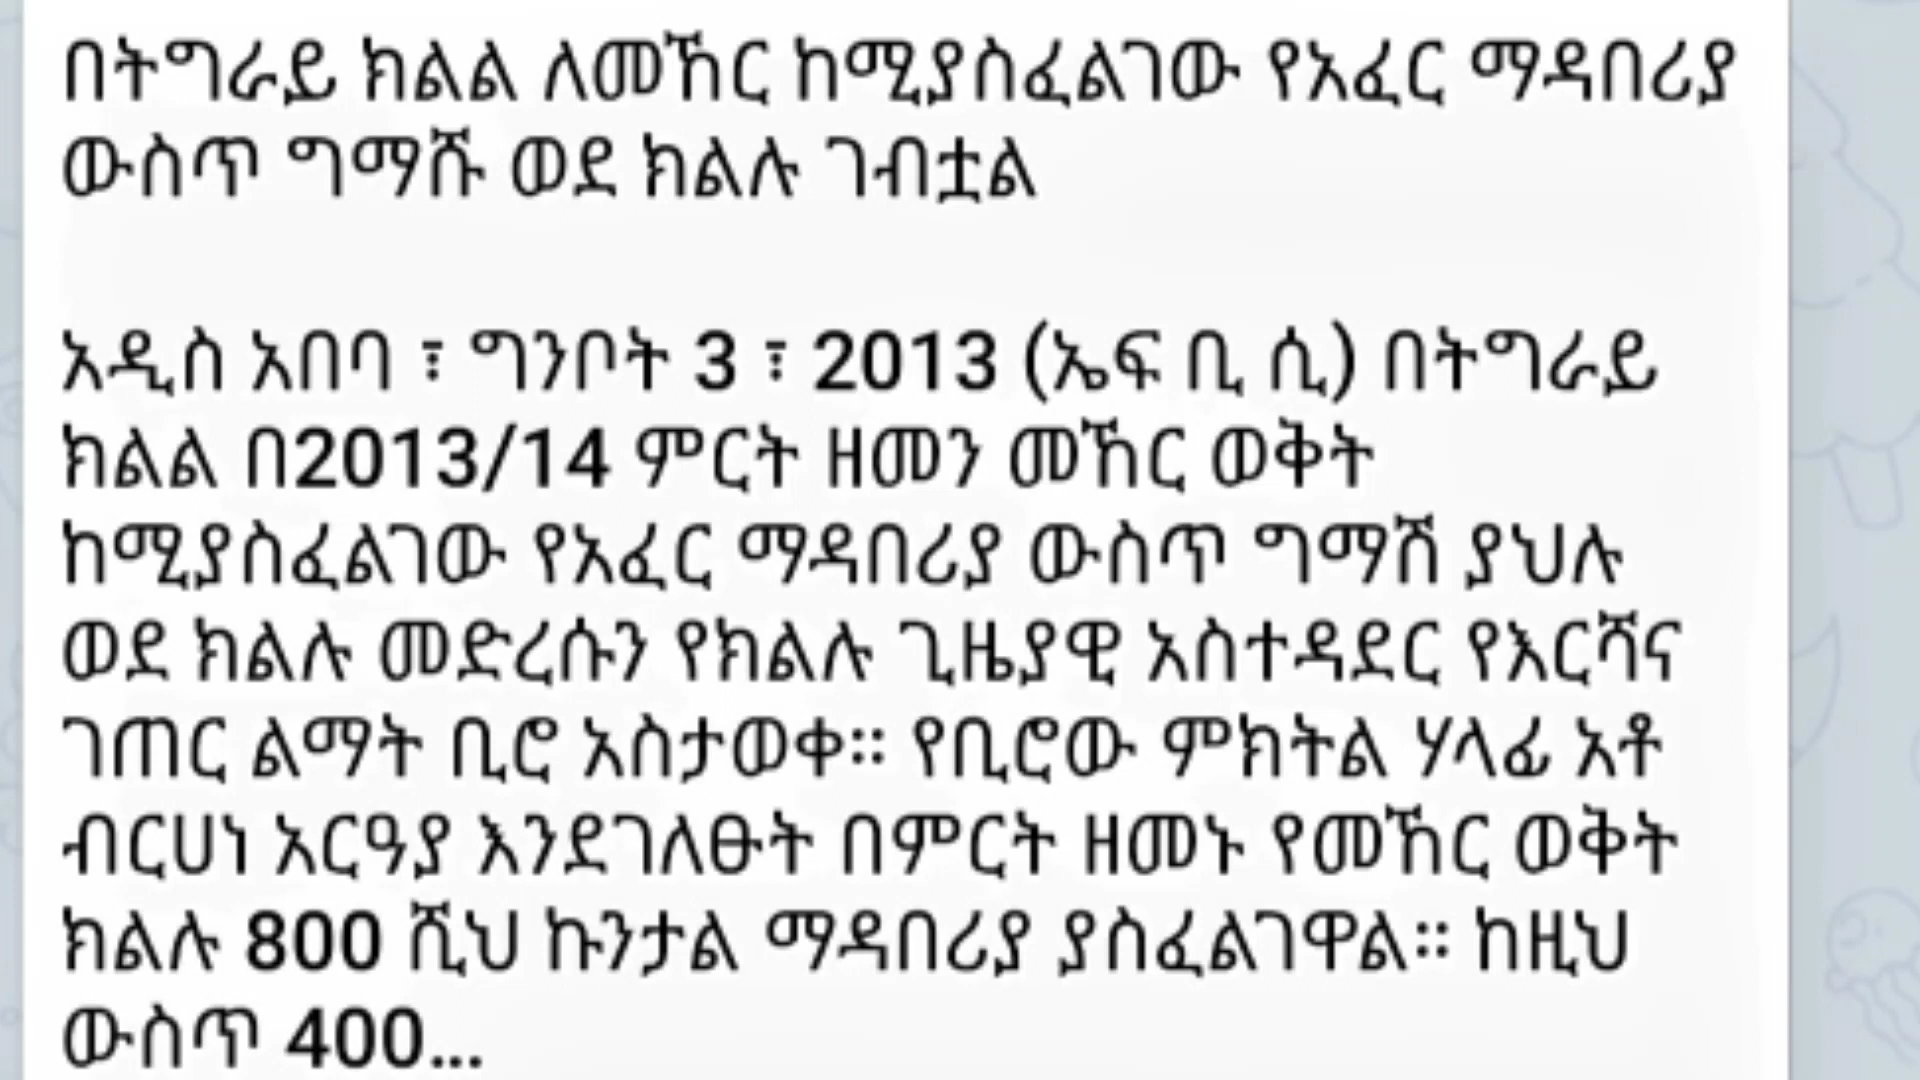 በትግራይ ክልል ለመኸር ከሚያስፈልገው የአፈር ማዳበሪያ
ውስጥ ግማሹ ወደ ክልሉ ገብቷል
አዲስ አበባ ፣ ግንቦት 3 ፣ 2013 (ኤፍ ቢ ሲ) በትግራይ
ክልል በ2013/14 ምርት ዘመን መኸር ወቅት
ከሚያስፈልገው የአፈር ማዳበሪያ ውስጥ ግማሽ ያህሉ
ወደ ክልሉ መድረሱን የክልሉ ጊዜያዊ አስተዳደር የእርሻና
ገጠር ልማት ቢሮ አስታወቀ። የቢሮው ምክትል ሃላፊ አቶ
ብርሀነ አርዓያ እንደገለፁት በምርት ዘመኑ የመኸር ወቅት
ክልሉ 800 ሺህ ኩንታል ማዳበሪያ ያስፈልገዋል። ከዚህ
ውስጥ 400...